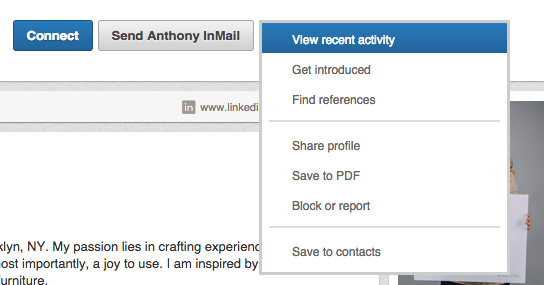 Connect
Send Anthony InMail
View recent activity
Get introduced
Find references
Share profile
Save to PDF
Block or report
Save to contacts
in www.linkedi
klyn, NY. My passion lies in crafting experienc
ost importantly, a joy to use. I am inspired by
urniture.